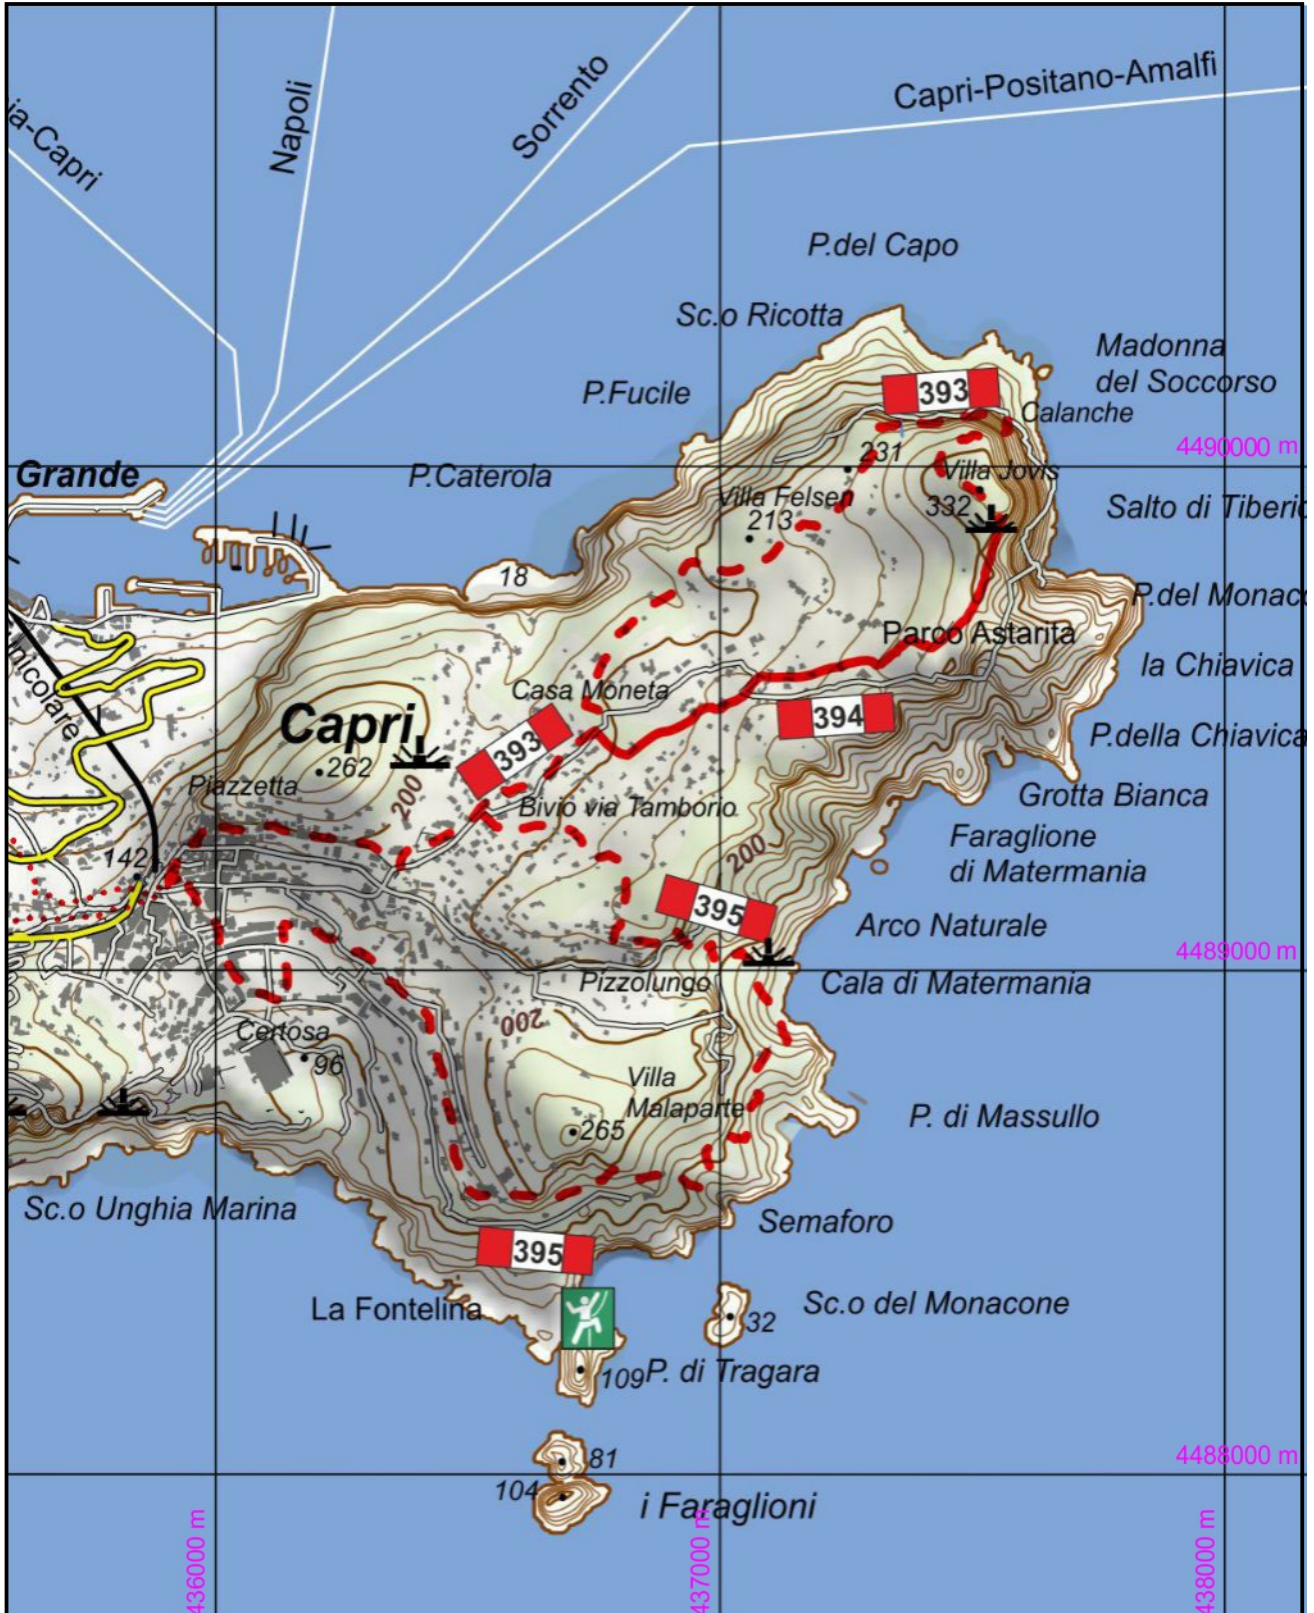 Capri-Positano-Amalfi
Sorrento
Napoli
ia-Capri
P.del Capo
Sc.o Ricotta
Madonna
del Soccorso
P.Fucile
393
Calanche
4490000 m
231
Villa Jovis
Grande
P.Caterola
Villa Felsen
332
Salto di Tiberio
213
18
P.del Monaco
Parco Astarita
nicolare
la Chiavica
Casa Moneta
394
Capri
393
P.della Chiavica
262
Piazzetta
200
Bivio via Tamborio
Grotta Bianca
Faraglione
di Matermania
142
200
395
Arco Naturale
4489000 m
Pizzolungo
Cala di Matermania
200
Certosa
96
Villa
Malaparte
265
P. di Massullo
Sc.o Unghia Marina
Semaforo
395
La Fontelina
32
Sc.o del Monacone
109
P. di Tragara
81
4488000 m
104
i Faraglioni
436000 m
437000 m
438000 m